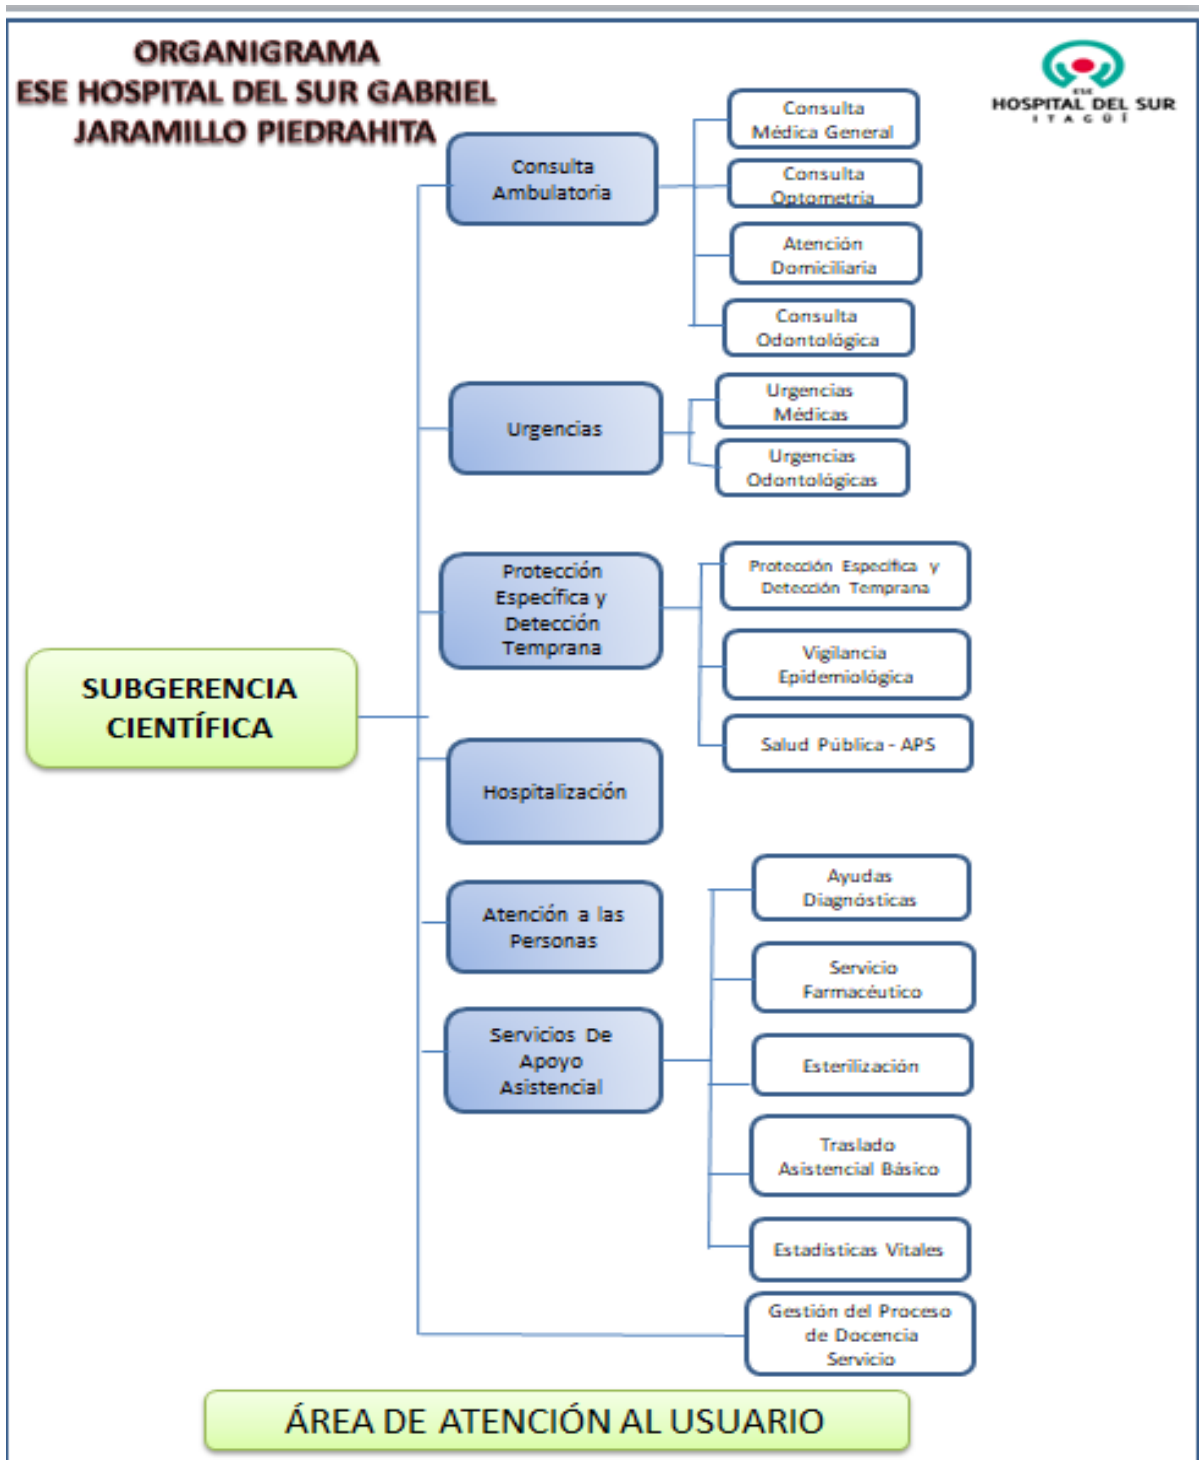 ORGANIGRAMA
ESE HOSPITAL DEL SUR GABRIEL
JARAMILLO PIEDRAHITA
ESE
HOSPITAL DEL SUR
ITAGÜÍ
SUBGERENCIA
CIENTÍFICA
Consulta
Ambulatoria
Consulta
Médica General
Consulta
Optometría
Atención
Domiciliaria
Consulta
Odontológica
Urgencias
Urgencias
Médicas
Urgencias
Odontológicas
Protección
Específica y
Detección
Temprana
Protección Específica y
Detección Temprana
Vigilancia
Epidemiológica
Salud Pública - APS
Hospitalización
Atención a las
Personas
Servicios De
Apoyo
Asistencial
Ayudas
Diagnósticas
Servicio
Farmacéutico
Esterilización
Traslado
Asistencial Básico
Estadísticas Vitales
Gestión del Proceso
de Docencia
Servicio
ÁREA DE ATENCIÓN AL USUARIO